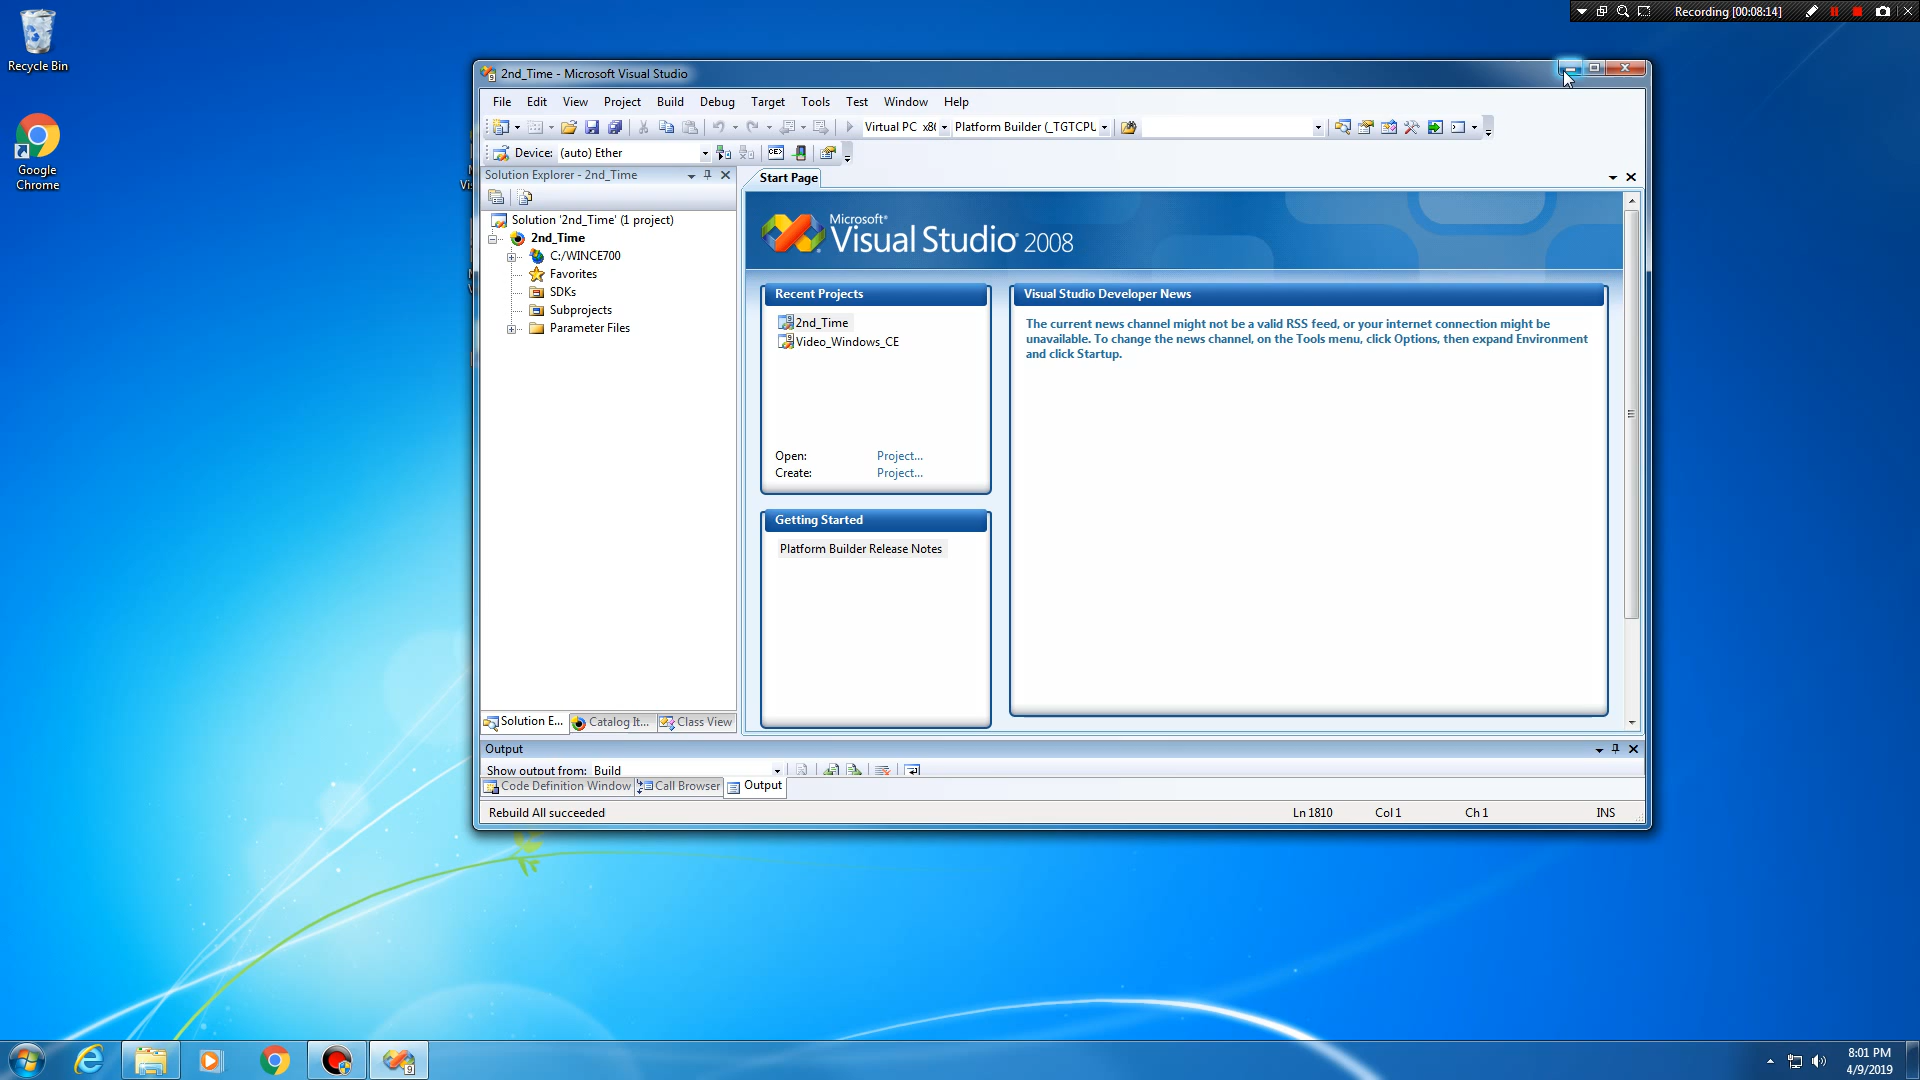 Recording [00:08:14]
Recycle Bin
Google
Chrome
2nd_Time - Microsoft Visual Studio
File Edit View Project Build Debug Target Tools Test Window Help
Virtual PC x86 Platform Builder (_TGTCPU
Device: (auto) Ether
Solution Explorer - 2nd_Time
Solution '2nd_Time' (1 project)
2nd_Time
C:/WINCE700
Favorites
SDKs
Subprojects
Parameter Files
Solution E... Catalog It... Class View
Start Page
Microsoft®
Visual Studio® 2008
Recent Projects
2nd_Time
Video_Windows_CE
Open: Project...
Create: Project...
Getting Started
Platform Builder Release Notes
Visual Studio Developer News
The current news channel might not be a valid RSS feed, or your internet connection might be
unavailable. To change the news channel, on the Tools menu, click Options, then expand Environment
and click Startup.
Output
Show output from: Build
Code Definition Window Call Browser Output
Rebuild All succeeded Ln 1810 Col 1 Ch 1 INS
8:01 PM
4/9/2019